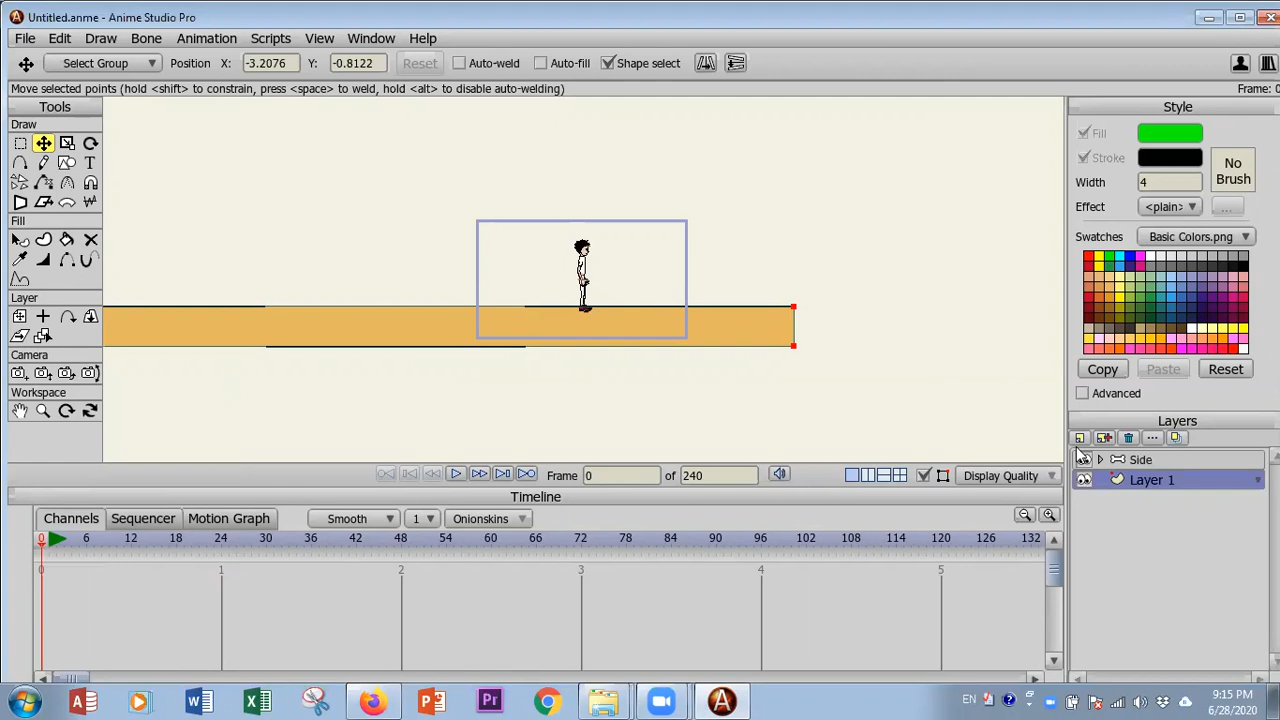 Untitled.anme - Anime Studio Pro
File Edit Draw Bone Animation Scripts View Window Help
Select Group Position X: -3.2076 Y: -0.8122 Reset Auto-weld Auto-fill Shape select
Move selected points (hold <shift> to constrain, press <space> to weld, hold <alt> to disable auto-welding) Frame: 0
Tools
Draw
Fill
Layer
Camera
Workspace
Style
Fill
Stroke
No Brush
Width 4
Effect <plain> ...
Swatches Basic Colors.png
Copy Paste Reset
Advanced
Layers
Side
Layer 1
Frame 0 of 240 Display Quality
Timeline
Channels Sequencer Motion Graph Smooth 1 Onionskins
0 6 12 18 24 30 36 42 48 54 60 66 72 78 84 90 96 102 108 114 120 126 132
0 1 2 3 4 5
EN 9:15 PM
6/28/2020